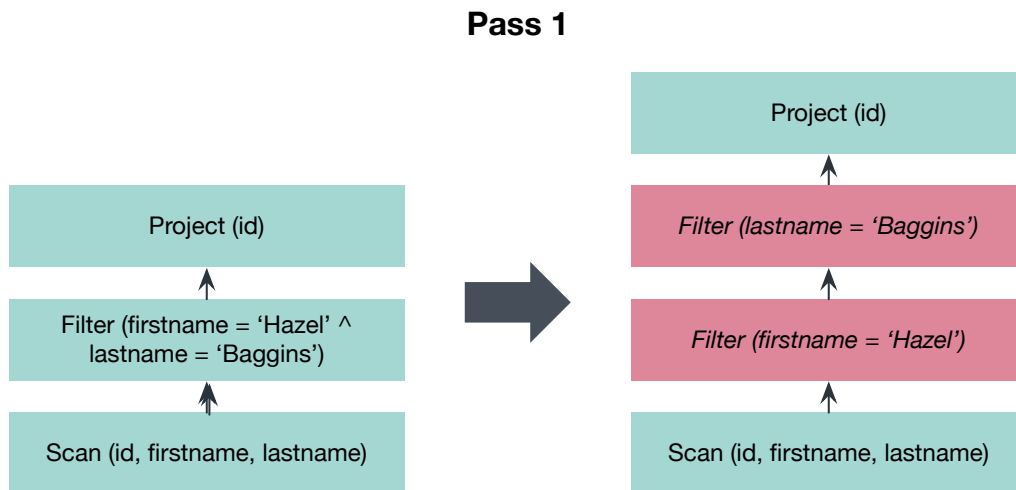 Pass 1
Project (id)
Filter (firstname = ‘Hazel’ ^
lastname = ‘Baggins’)
Scan (id, firstname, lastname)
Project (id)
Filter (lastname = ‘Baggins’)
Filter (firstname = ‘Hazel’)
Scan (id, firstname, lastname)